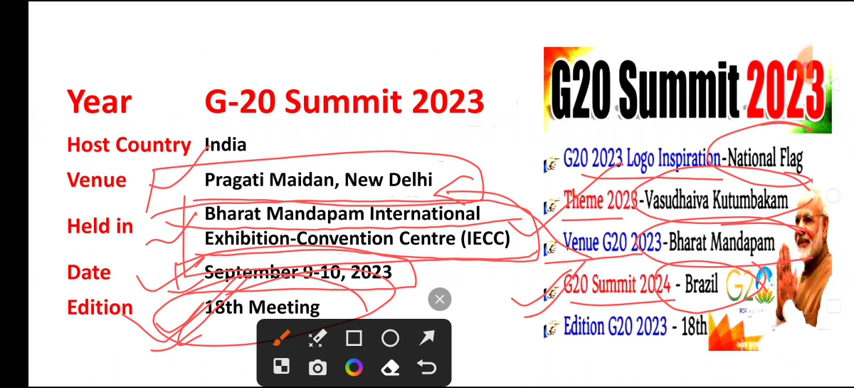 Year G-20 Summit 2023
Host Country India
Venue Pragati Maidan, New Delhi
Held in Bharat Mandapam International
Exhibition-Convention Centre (IECC)
Date September 9-10, 2023
Edition 18th Meeting
G20 Summit 2023
G20 2023 Logo Inspiration-National Flag
Theme 2023-Vasudhaiva Kutumbakam
Venue G20 2023-Bharat Mandapam
G20 Summit 2024 - Brazil
G20
Edition G20 2023 - 18th